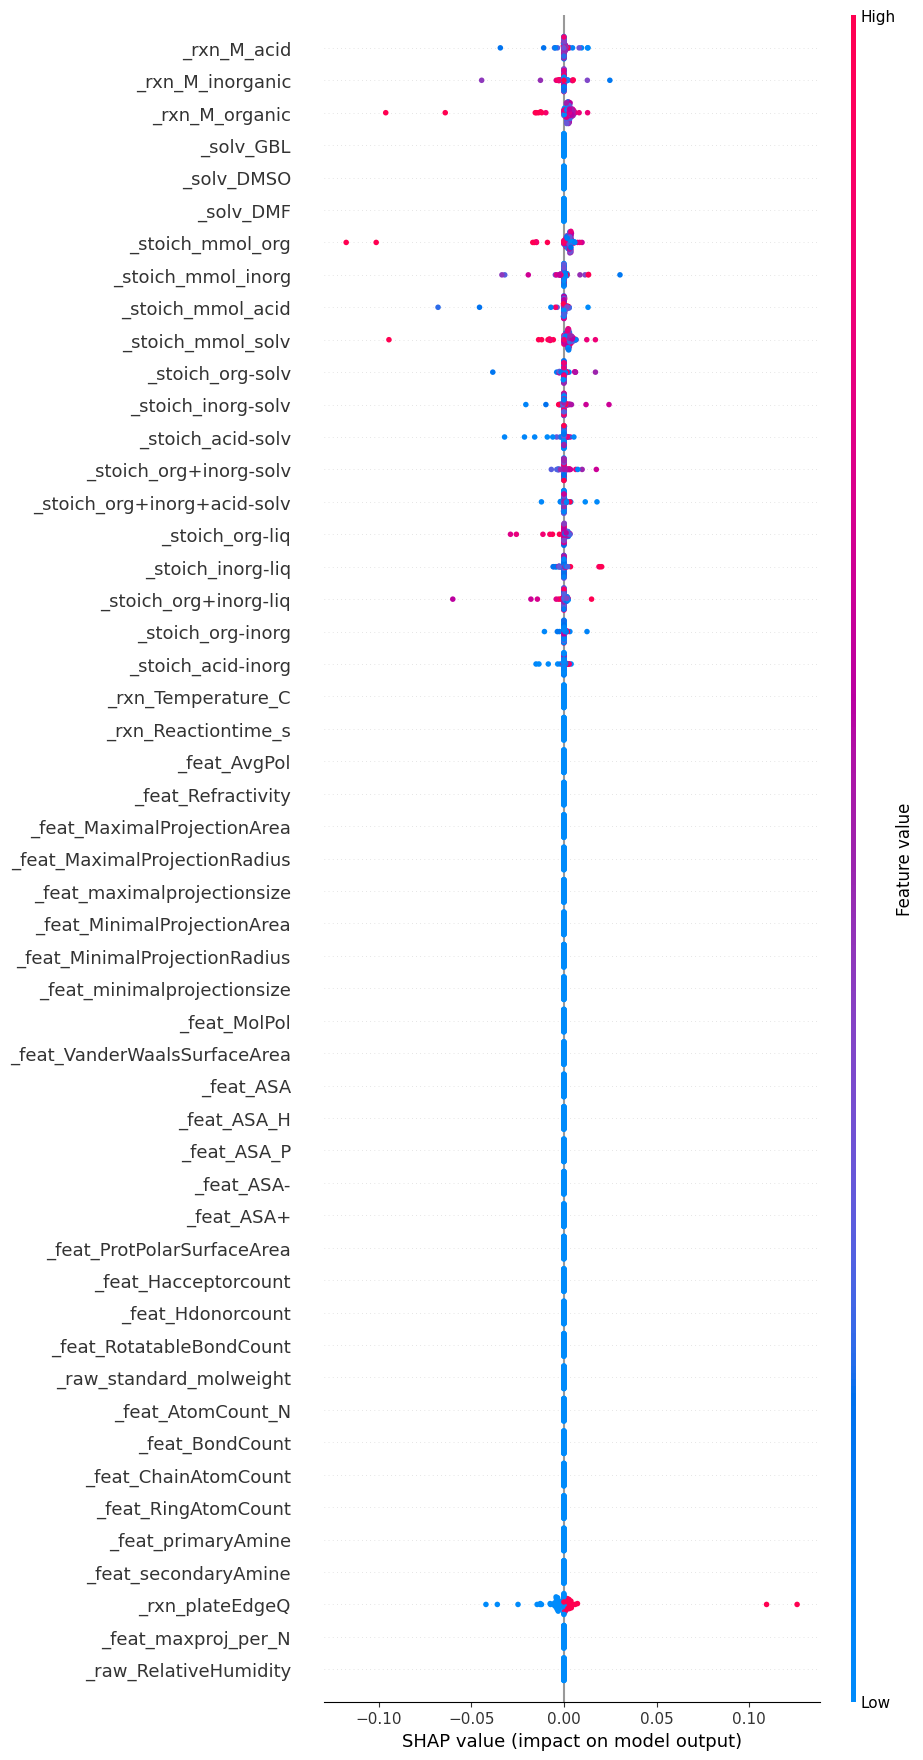 High
_rxn_M_acid
_rxn_M_inorganic
_rxn_M_organic
_solv_GBL
_solv_DMSO
_solv_DMF
_stoich_mmol_org
_stoich_mmol_inorg
_stoich_mmol_acid
_stoich_mmol_solv
_stoich_org-solv
_stoich_inorg-solv
_stoich_acid-solv
_stoich_org+inorg-solv
_stoich_org+inorg+acid-solv
_stoich_org-liq
_stoich_inorg-liq
_stoich_org+inorg-liq
_stoich_org-inorg
_stoich_acid-inorg
_rxn_Temperature_C
_rxn_Reactiontime_s
_feat_AvgPol
_feat_Refractivity
_feat_MaximalProjectionArea
_feat_MaximalProjectionRadius
_feat_maximalprojectionsize
_feat_MinimalProjectionArea
_feat_MinimalProjectionRadius
_feat_minimalprojectionsize
_feat_MolPol
_feat_VanderWaalsSurfaceArea
_feat_ASA
_feat_ASA_H
_feat_ASA_P
_feat_ASA-
_feat_ASA+
_feat_ProtPolarSurfaceArea
_feat_Hacceptorcount
_feat_Hdonorcount
_feat_RotatableBondCount
_raw_standard_molweight
_feat_AtomCount_N
_feat_BondCount
_feat_ChainAtomCount
_feat_RingAtomCount
_feat_primaryAmine
_feat_secondaryAmine
_rxn_plateEdgeQ
_feat_maxproj_per_N
_raw_RelativeHumidity
Feature value
Low
−0.10 −0.05 0.00 0.05 0.10
SHAP value (impact on model output)